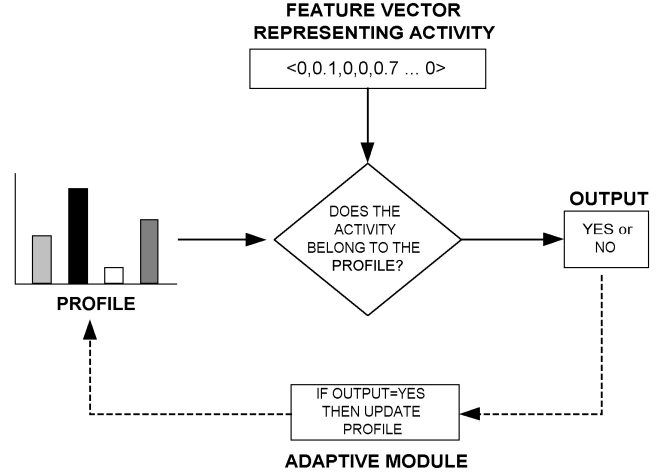 FEATURE VECTOR
REPRESENTING ACTIVITY
<0,0.1,0,0,0.7 ... 0>
DOES THE
ACTIVITY
BELONG TO THE
PROFILE?
OUTPUT
YES or
NO
PROFILE
IF OUTPUT=YES
THEN UPDATE
PROFILE
ADAPTIVE MODULE